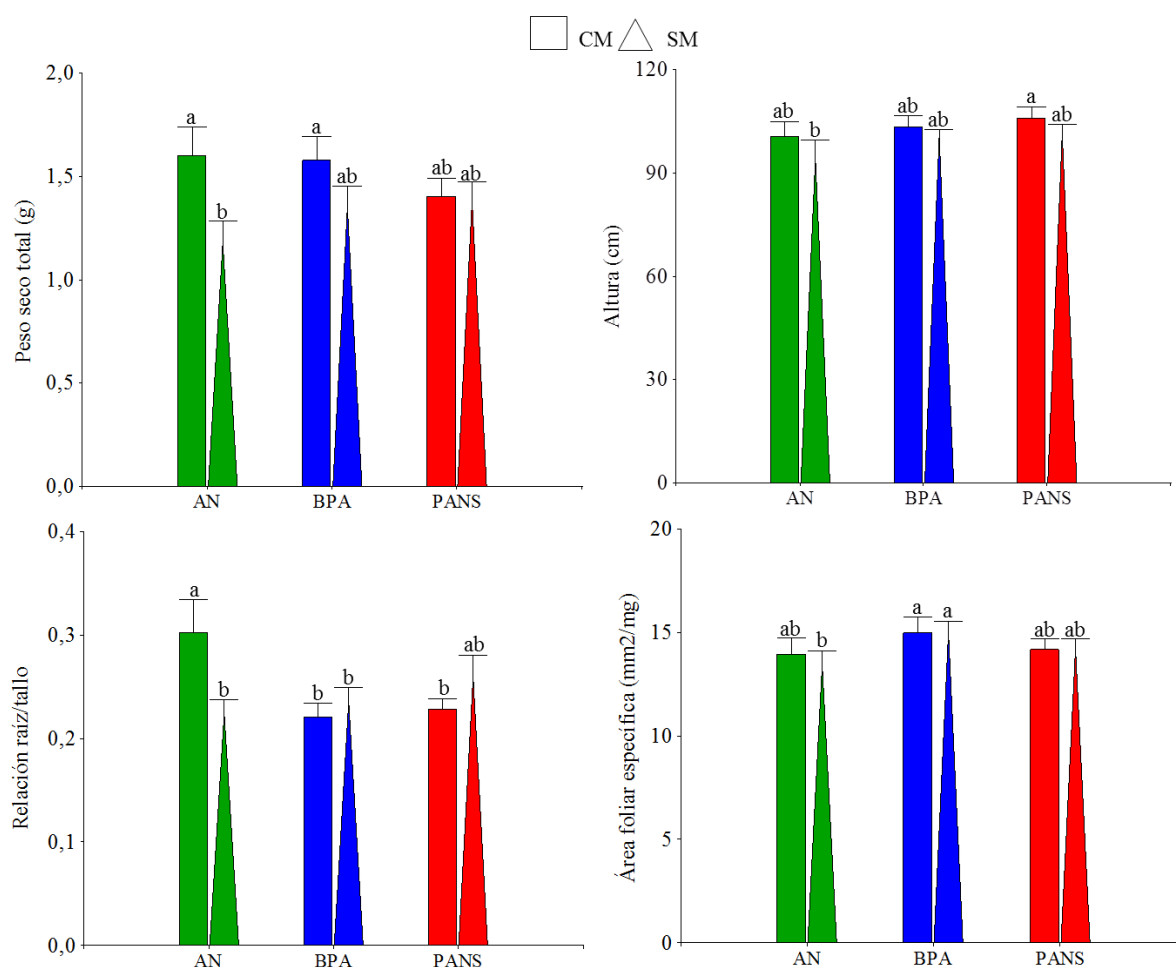 CM SM
Peso seco total (g)
2,0
1,5
1,0
0,5
0,0
a
b
a
ab
ab
ab
AN BPA PANS
Altura (cm)
120
90
60
30
0
ab
b
ab
ab
a
ab
AN BPA PANS
Relación raíz/tallo
0,4
0,3
0,2
0,1
0,0
a
b
b
b
b
ab
AN BPA PANS
Área foliar específica (mm2/mg)
20
15
10
5
0
ab
b
a
a
ab
ab
AN BPA PANS